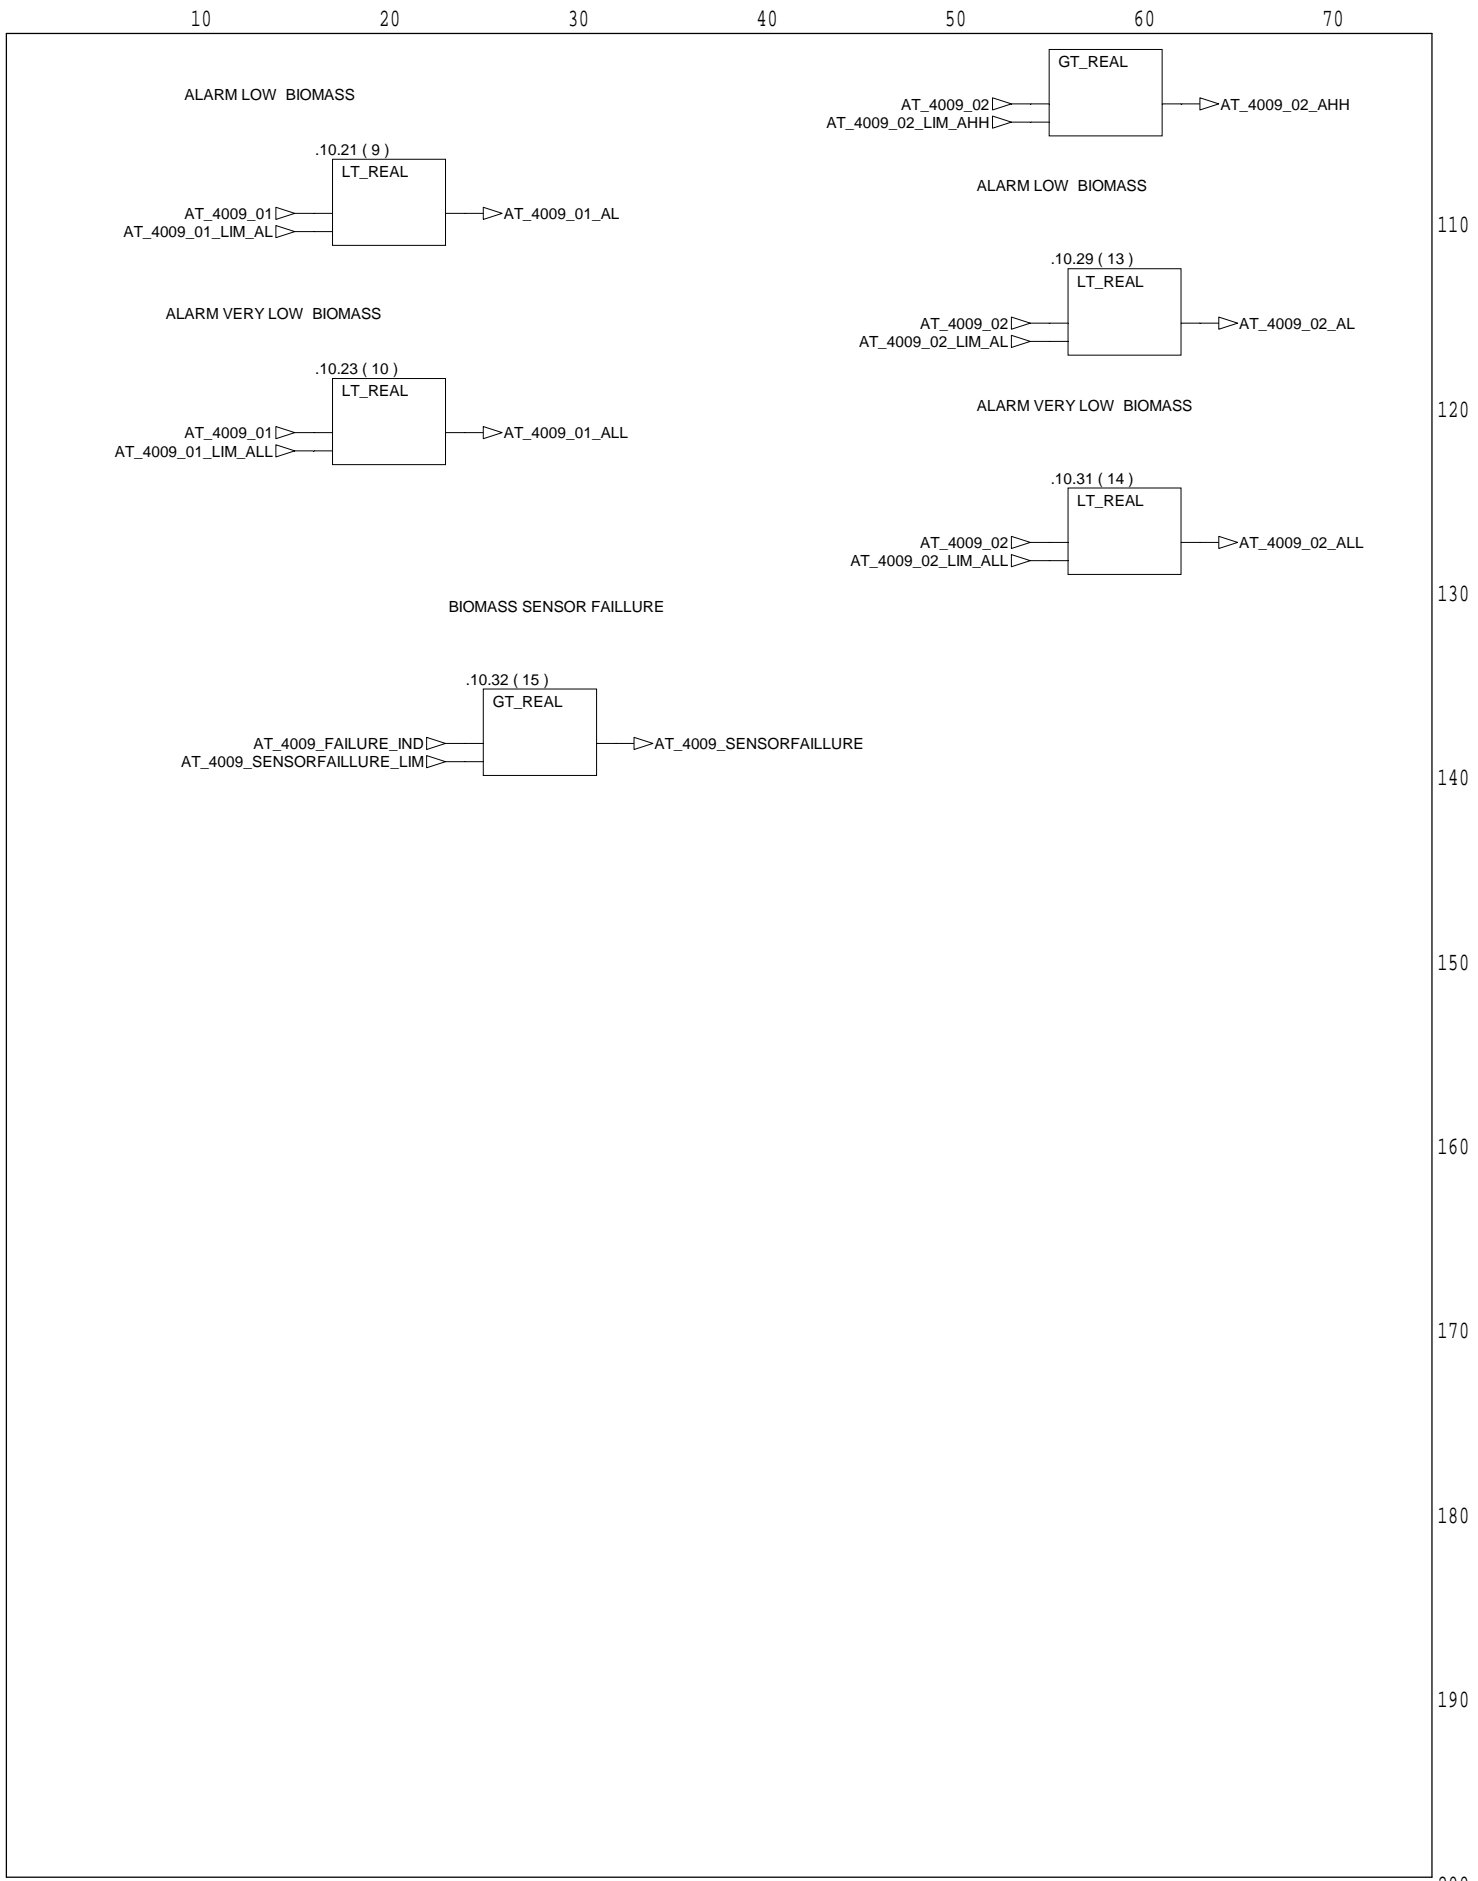 10 20 30 40 50 60 70
GT_REAL
ALARM LOW  BIOMASS
AT_4009_02 AT_4009_02_AHH
AT_4009_02_LIM_AHH
.10.21 ( 9 )
LT_REAL
ALARM LOW  BIOMASS
AT_4009_01 AT_4009_01_AL
AT_4009_01_LIM_AL
110
.10.29 ( 13 )
LT_REAL
ALARM VERY LOW  BIOMASS
AT_4009_02 AT_4009_02_AL
AT_4009_02_LIM_AL
.10.23 ( 10 )
LT_REAL
ALARM VERY LOW  BIOMASS
120
AT_4009_01 AT_4009_01_ALL
AT_4009_01_LIM_ALL
.10.31 ( 14 )
LT_REAL
AT_4009_02 AT_4009_02_ALL
AT_4009_02_LIM_ALL
130
BIOMASS SENSOR FAILLURE
.10.32 ( 15 )
GT_REAL
AT_4009_FAILURE_IND AT_4009_SENSORFAILLURE
AT_4009_SENSORFAILLURE_LIM
140
150
160
170
180
190